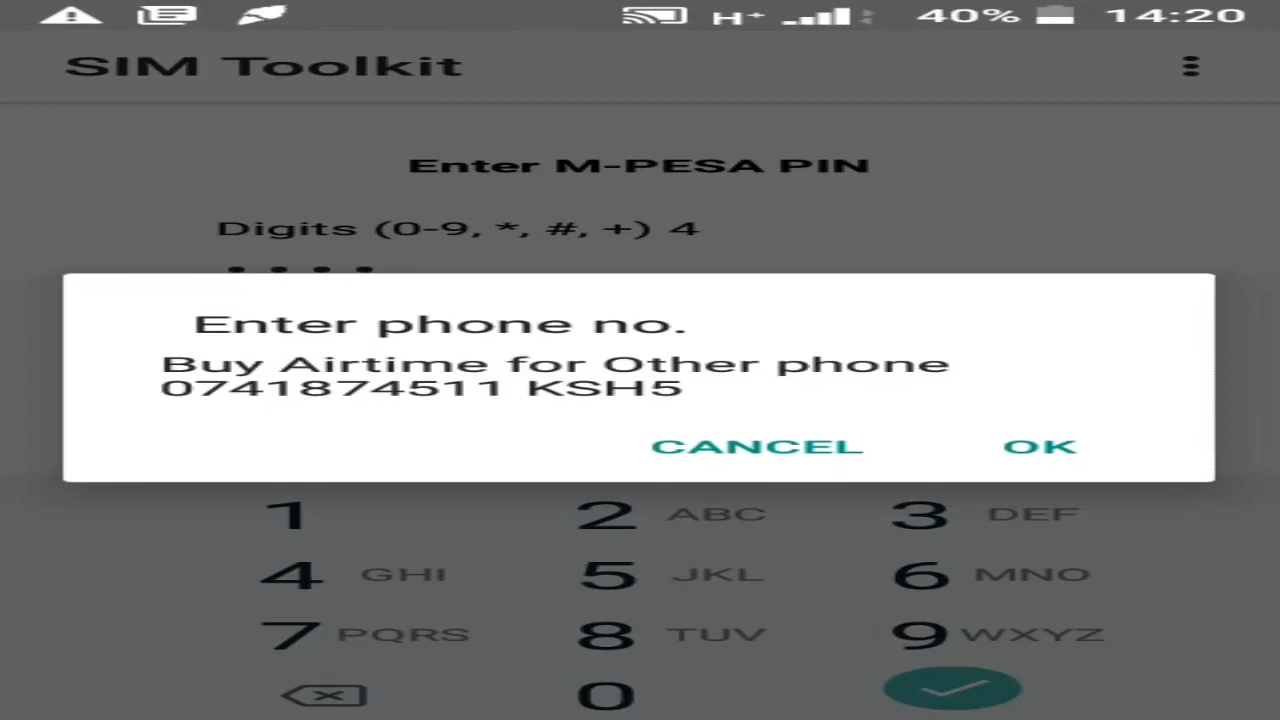 H+ 40% 14:20
SIM Toolkit
Enter M-PESA PIN
Digits (0-9, *, #, +) 4
Enter phone no.
Buy Airtime for Other phone
0741874511 KSH5
CANCEL OK
1 2 ABC 3 DEF
4 GHI 5 JKL 6 MNO
7 PQRS 8 TUV 9 WXYZ
0